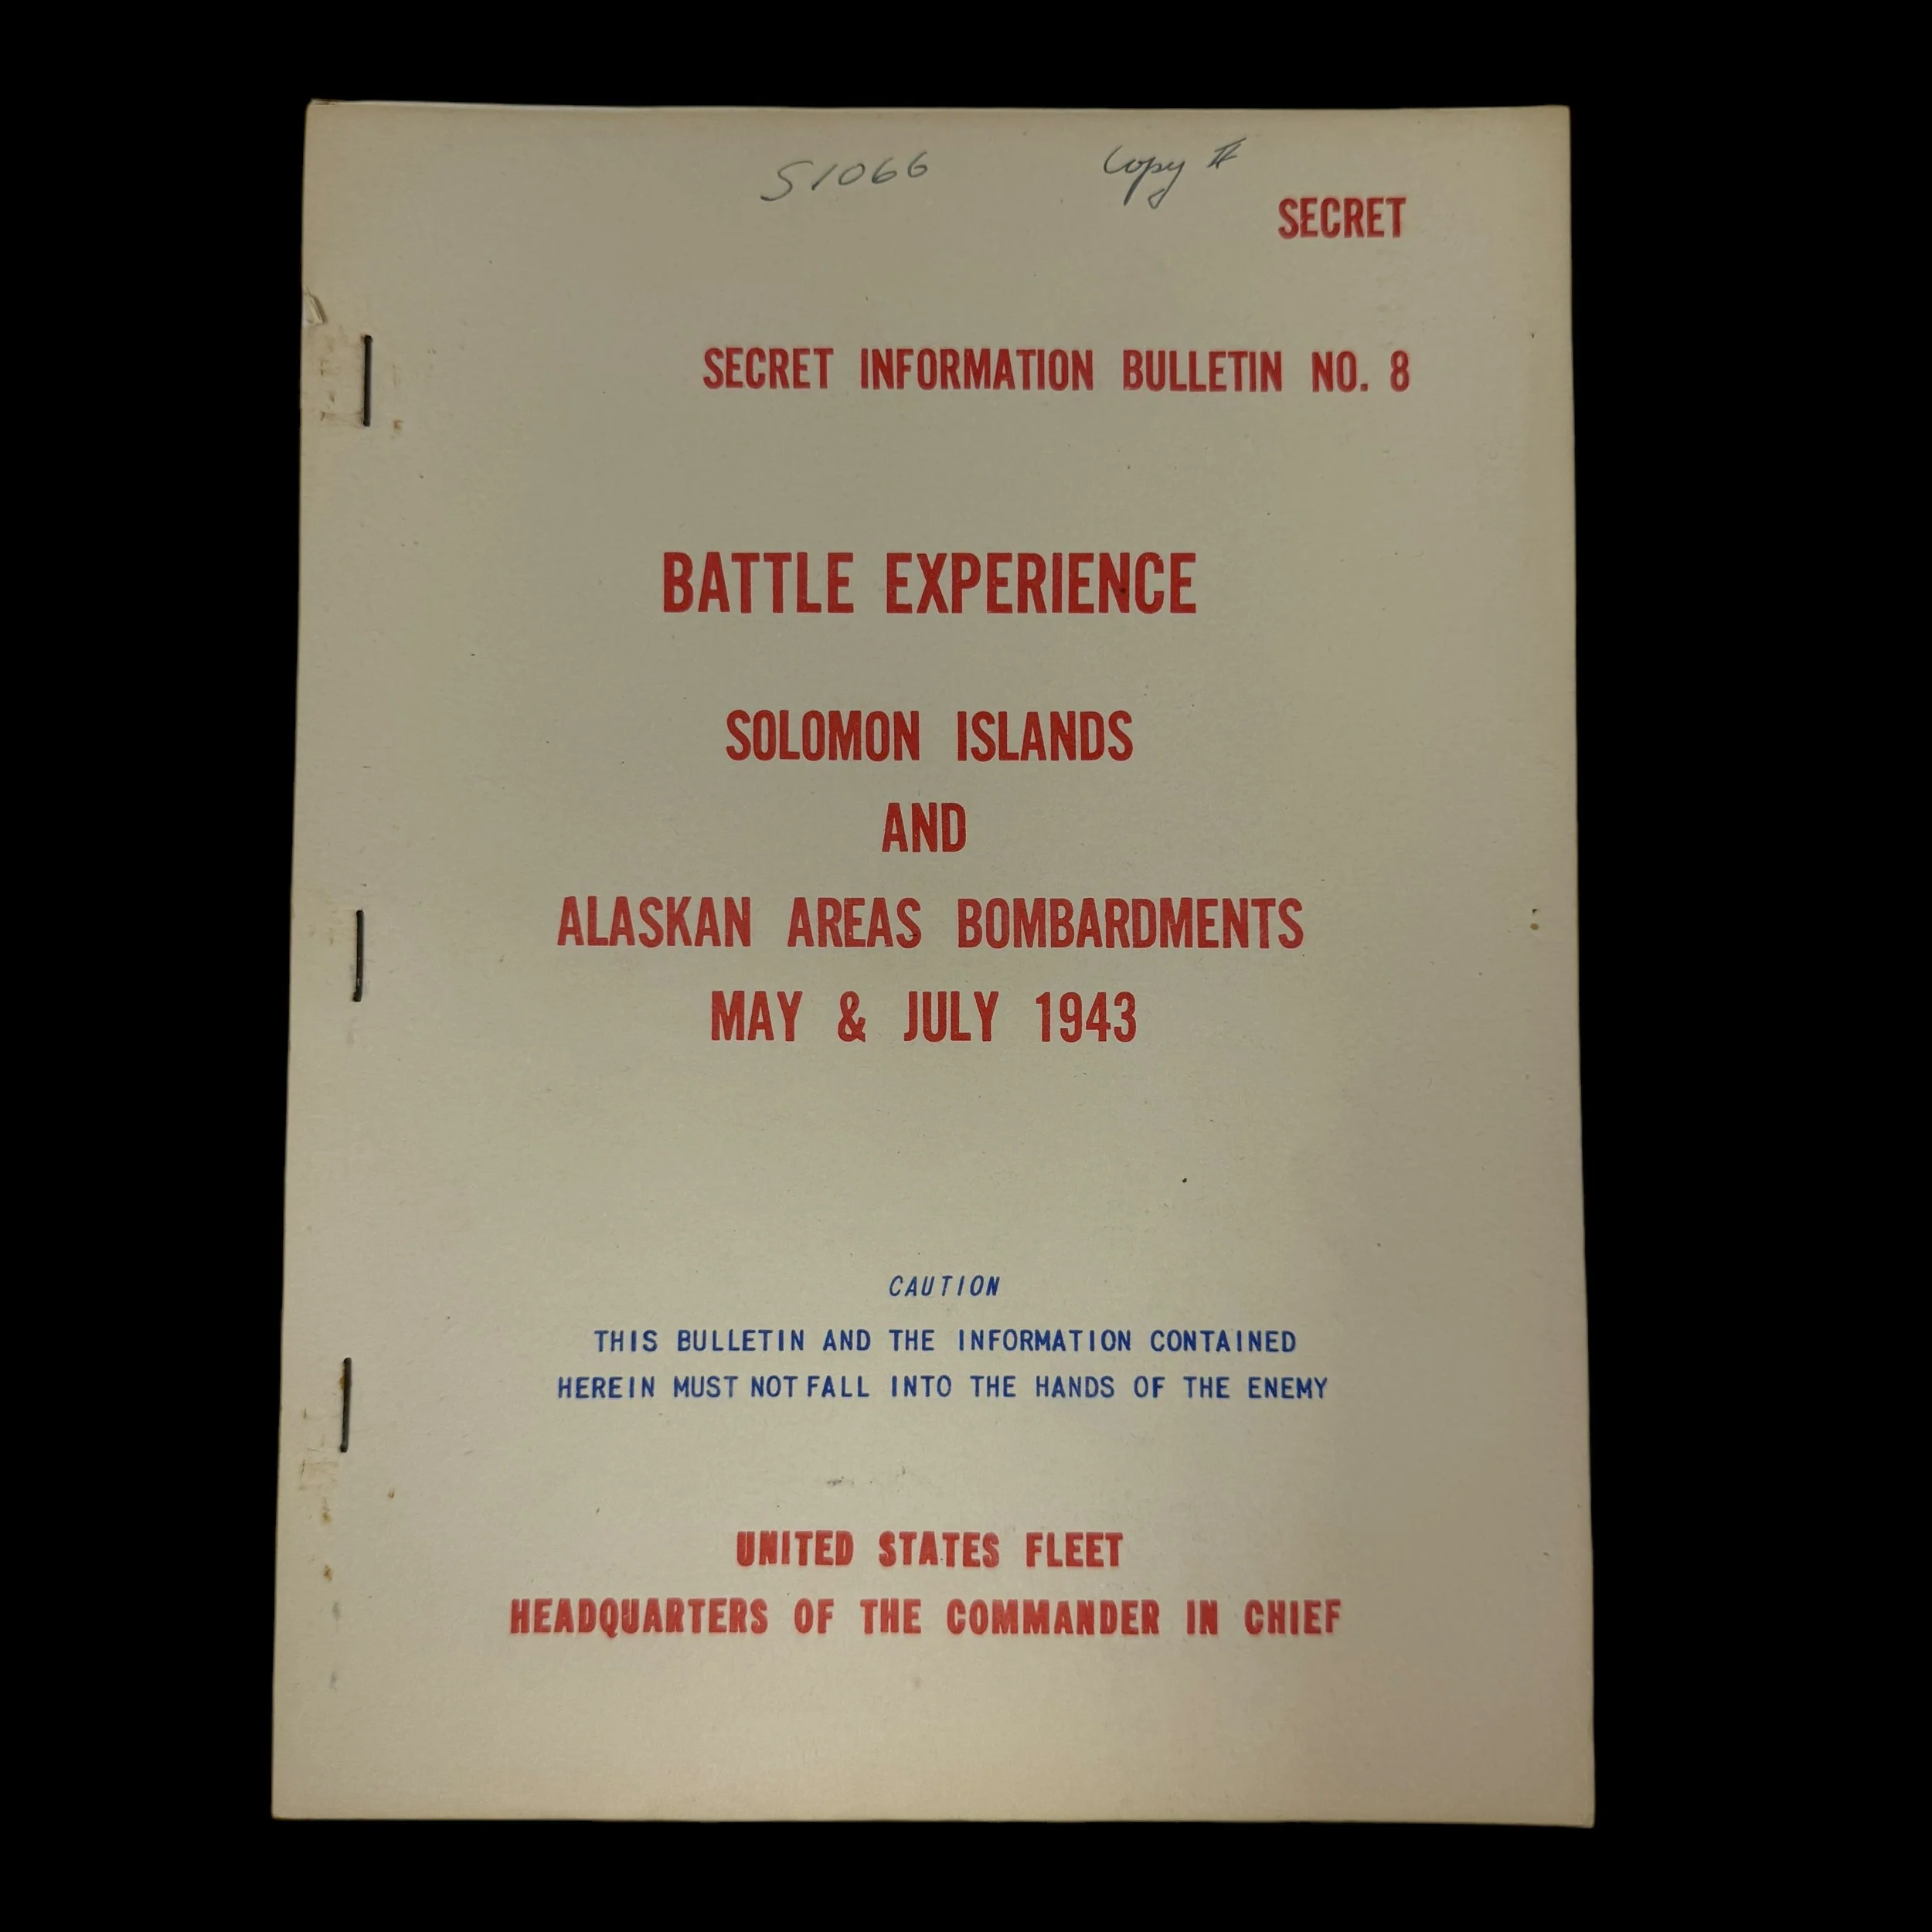 S1066 Copy #
SECRET
SECRET INFORMATION BULLETIN NO. 8
BATTLE EXPERIENCE
SOLOMON ISLANDS
AND
ALASKAN AREAS BOMBARDMENTS
MAY & JULY 1943
CAUTION
THIS BULLETIN AND THE INFORMATION CONTAINED
HEREIN MUST NOT FALL INTO THE HANDS OF THE ENEMY
UNITED STATES FLEET
HEADQUARTERS OF THE COMMANDER IN CHIEF